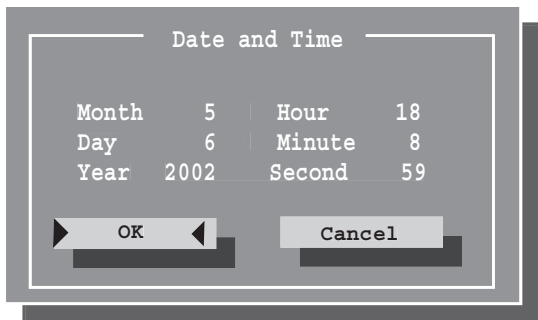 Date and Time
Month 5 Hour 18
Day 6 Minute 8
Year 2002 Second 59
OK Cancel